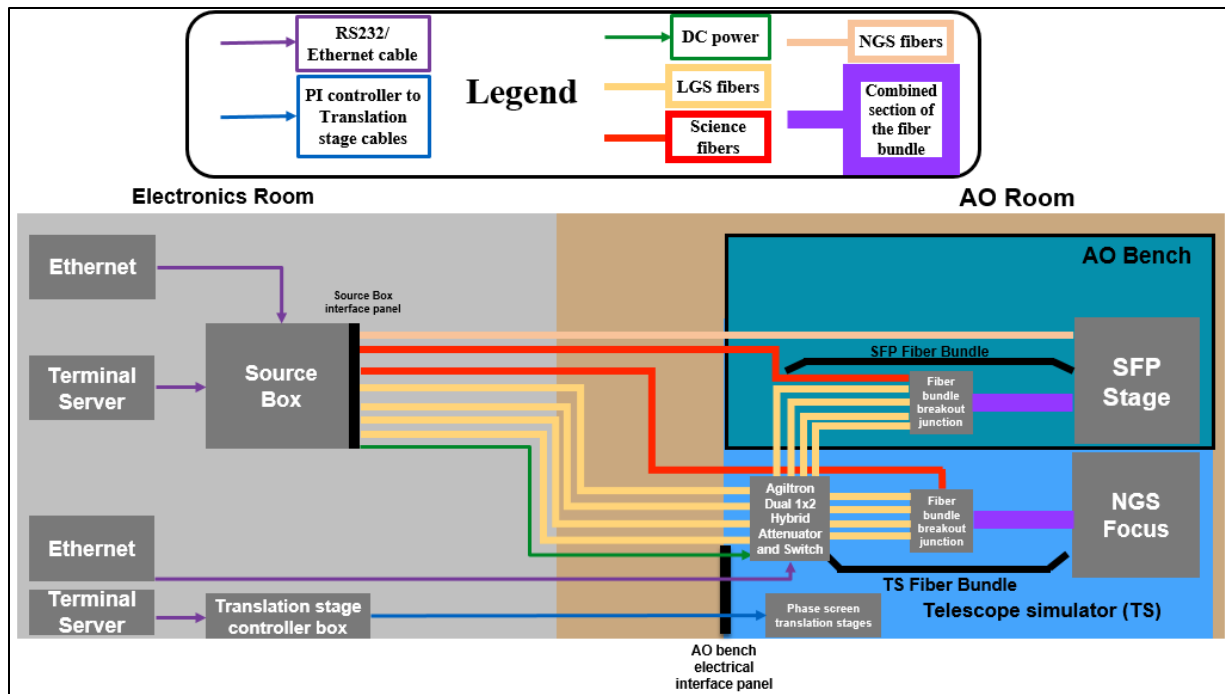 RS232/
Ethernet cable
DC power
NGS fibers
PI controller to
Translation
stage cables
Legend
LGS fibers
Science
fibers
Combined
section of
the fiber
bundle
Electronics Room
AO Room
AO Bench
Ethernet
Source Box
interface panel
Terminal
Server
Source
Box
SFP Fiber Bundle
Fiber
bundle
breakout
junction
SFP
Stage
Agiltron
Dual 1x2
Hybrid
Attenuator
and Switch
Fiber
bundle
breakout
junction
NGS
Focus
Ethernet
TS Fiber Bundle
Terminal
Server
Translation stage
controller box
Phase screen
translation stages
Telescope simulator (TS)
AO bench
electrical
interface panel